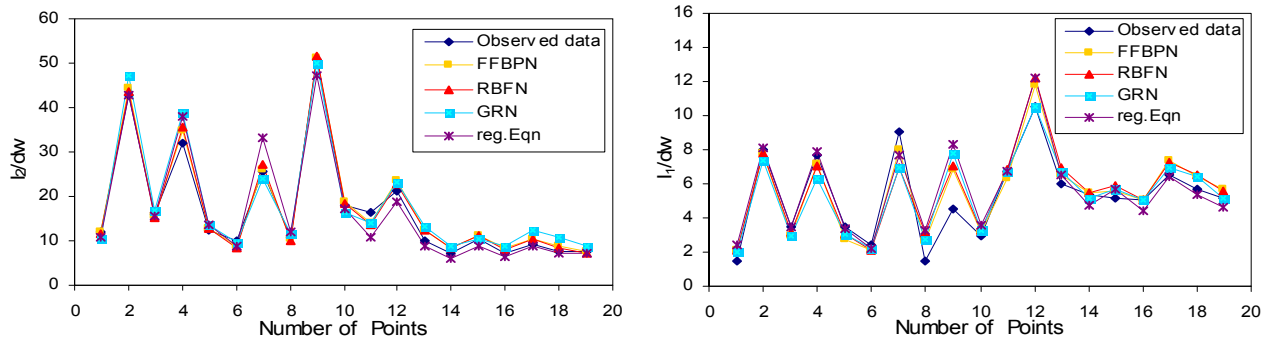 60
50
40
30
20
10
0
l₂/dw
0 2 4 6 8 10 12 14 16 18 20
Number of Points
Observed data
FFBPN
RBFN
GRN
reg.Eqn
16
14
12
10
8
6
4
2
0
l₁/dw
0 2 4 6 8 10 12 14 16 18 20
Number of Points
Observed data
FFBPN
RBFN
GRN
reg.Eqn